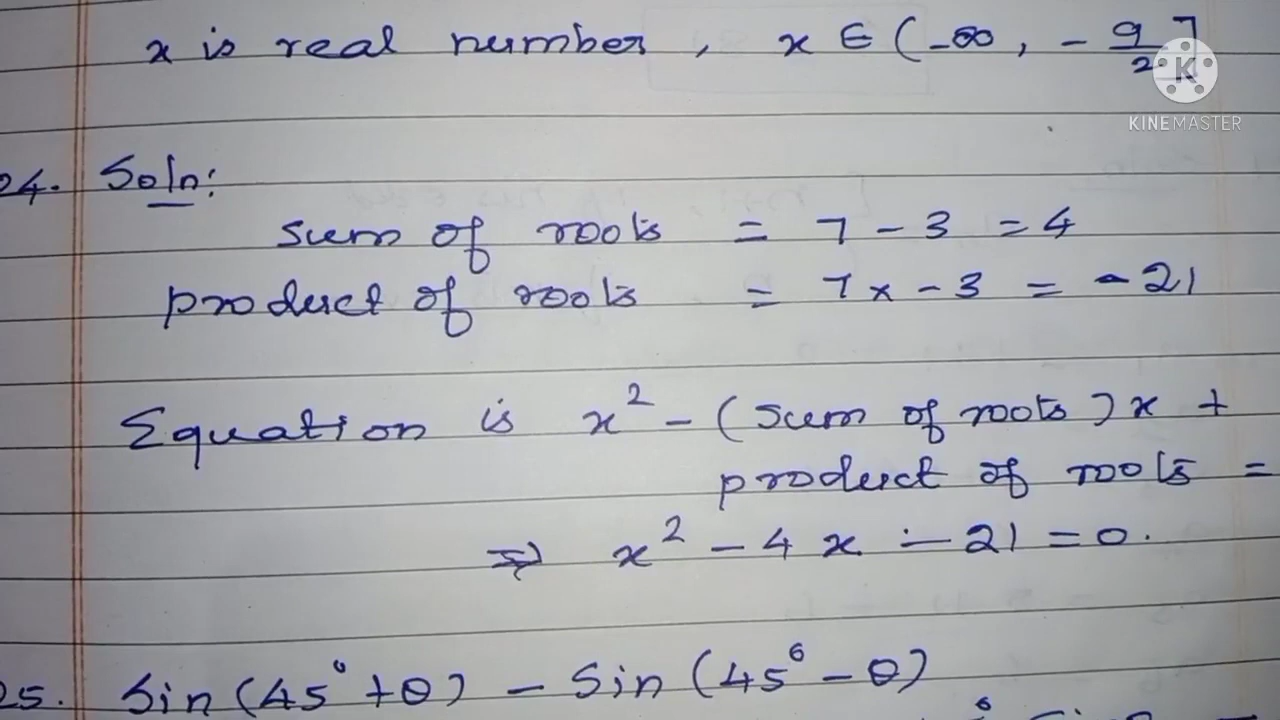 x is real number, x ∈ (-∞, -9/2]
KINEMASTER
24. Soln:
sum of roots = 7 - 3 = 4
product of roots = 7 x - 3 = - 21
Equation is x² - (sum of roots) x +
product of roots =
⇒ x² - 4x - 21 = 0.
25. Sin (45° + θ) - Sin (45° - θ)